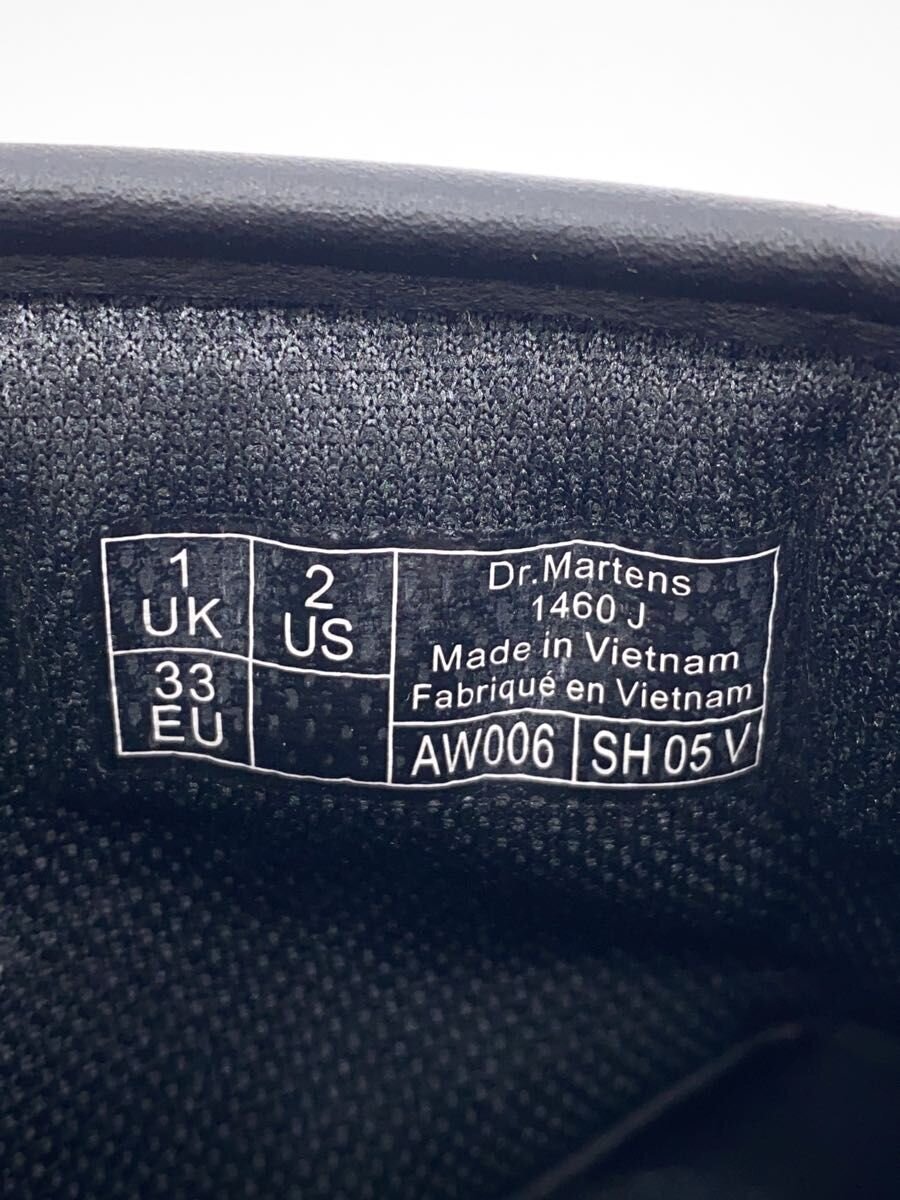 1
UK
2
US
33
EU
Dr.Martens
1460 J
Made in Vietnam
Fabriqué en Vietnam
AW006
SH 05 V